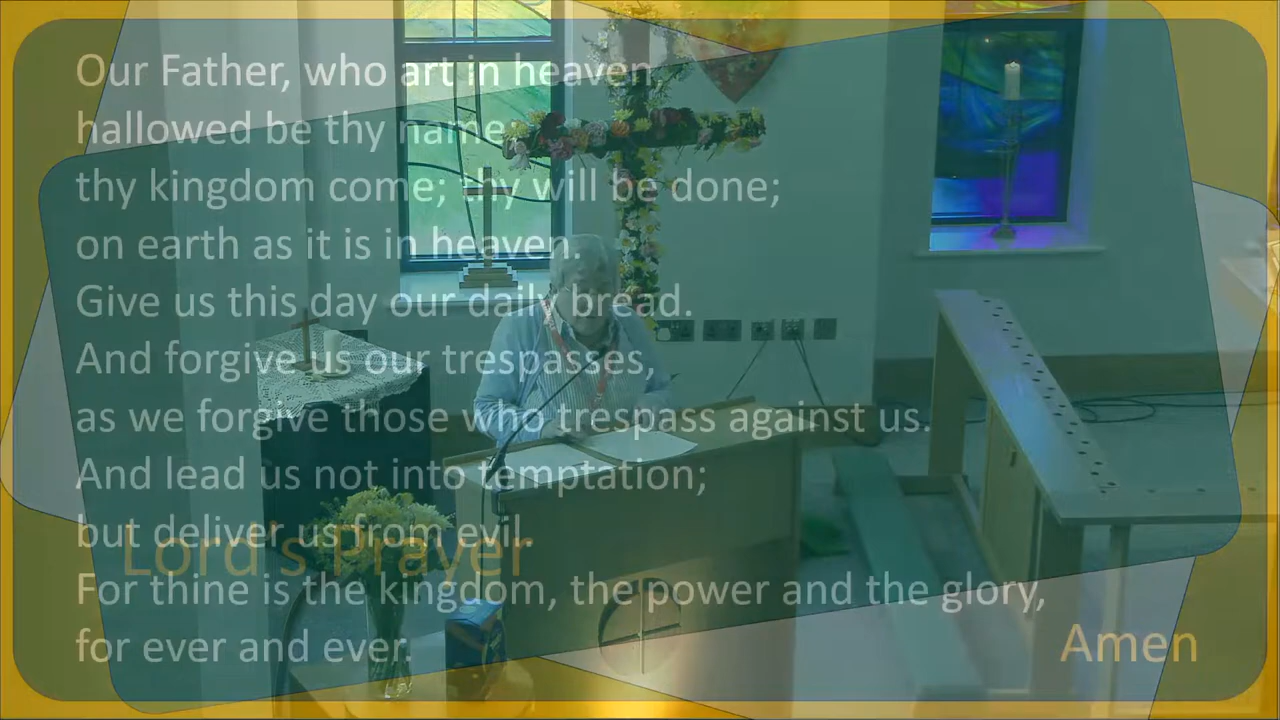 Our Father, who art in heaven
hallowed be thy name
thy kingdom come; thy will be done;
on earth as it is in heaven.
Give us this day our daily bread.
And forgive us our trespasses,
as we forgive those who trespass against us.
And lead us not into temptation;
but deliver us from evil
Lord's Prayer
For thine is the kingdom, the power and the glory,
for ever and ever.
Amen